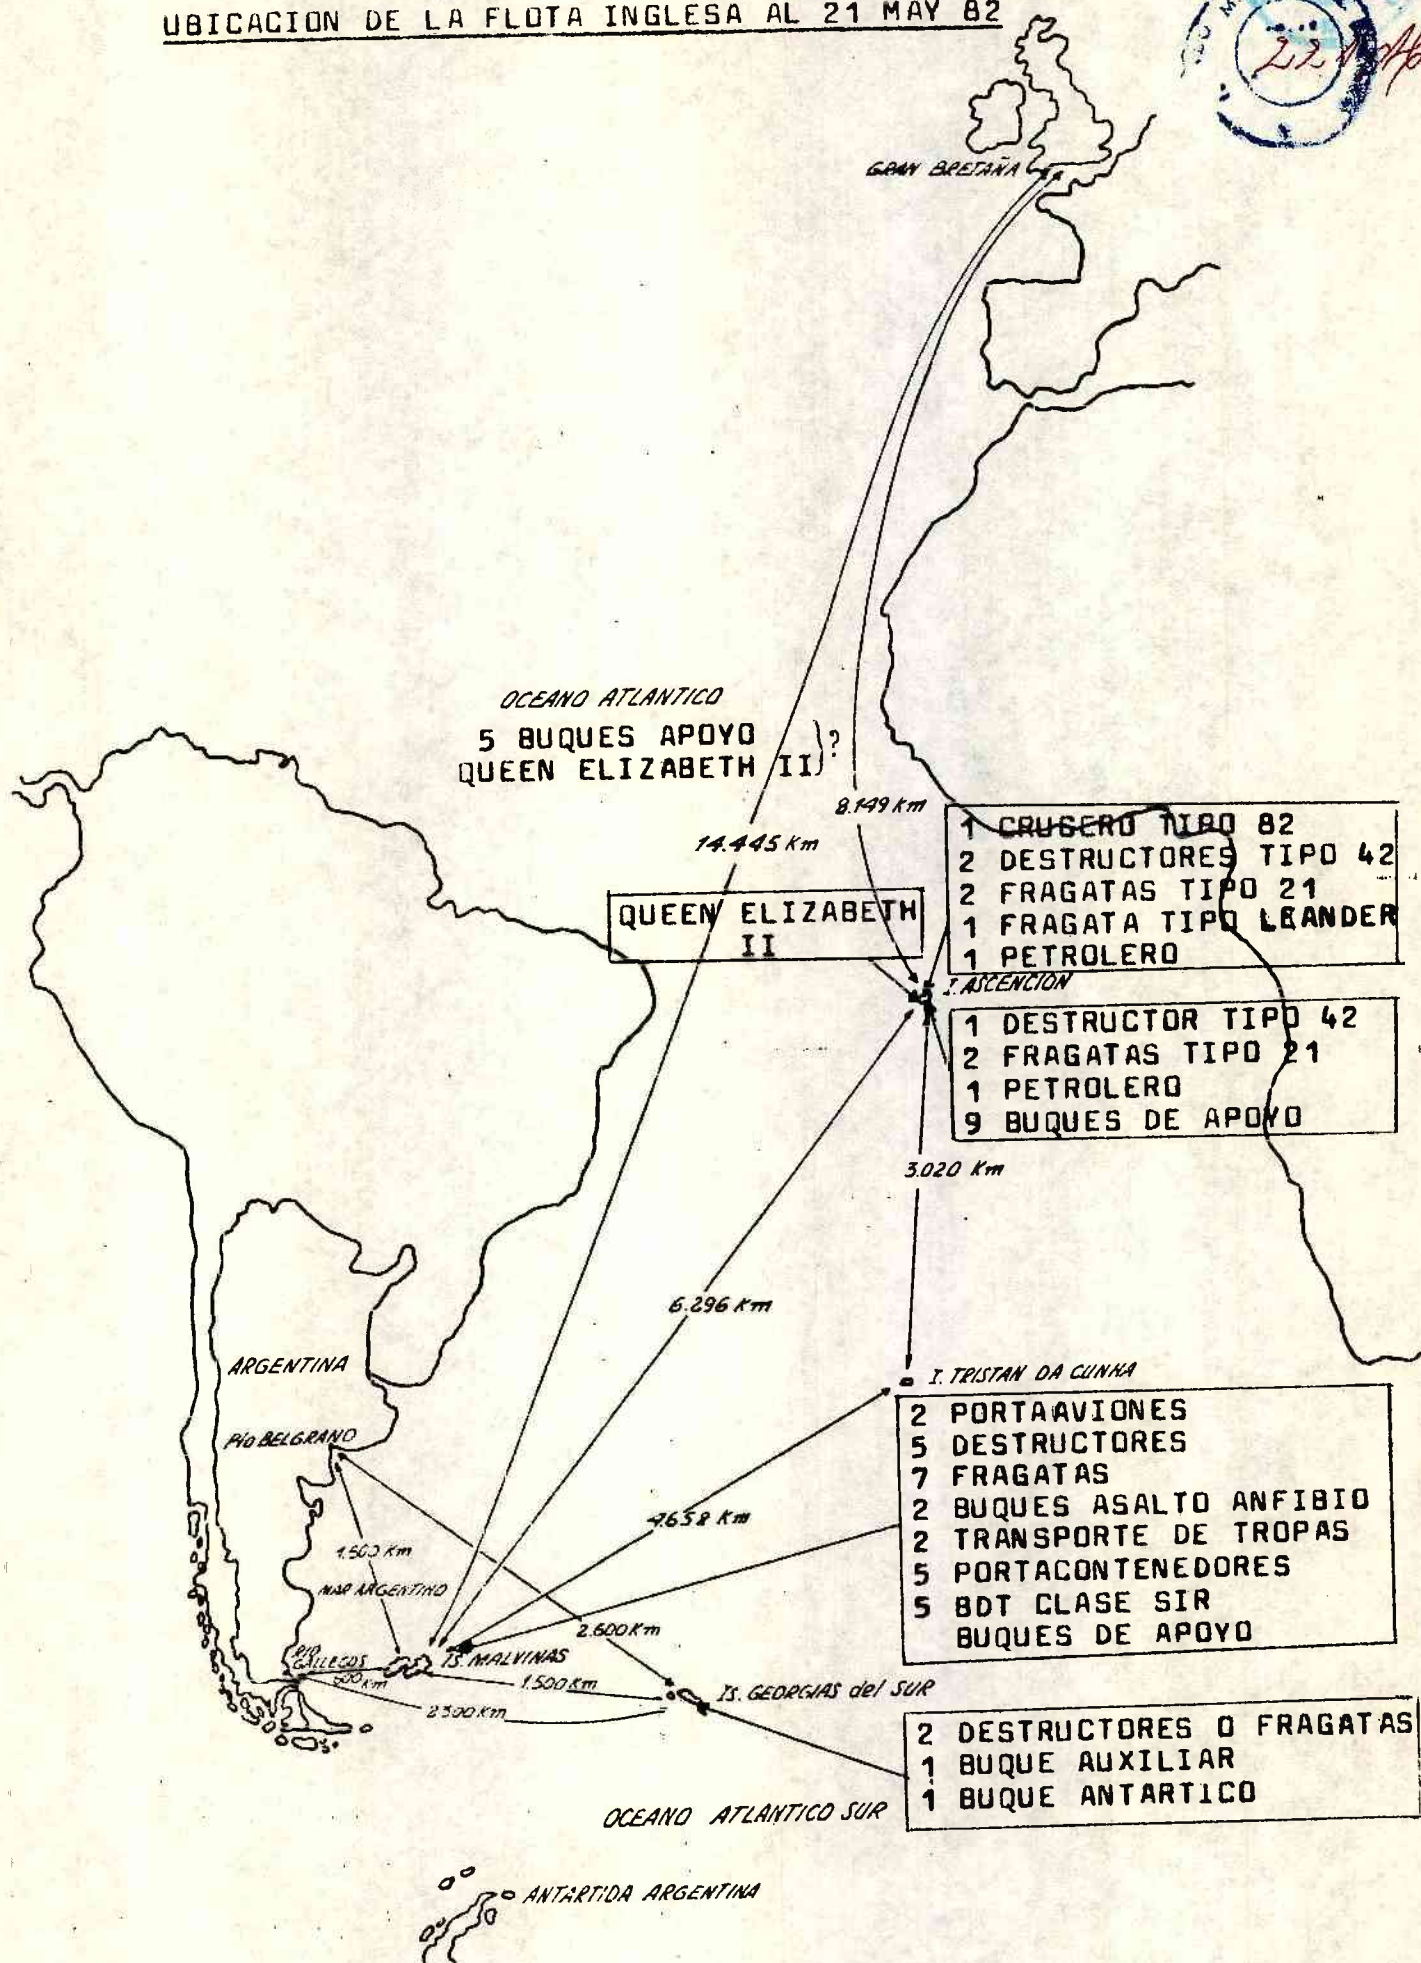 UBICACION DE LA FLOTA INGLESA AL 21 MAY 82
22
GRAN BRETAÑA
OCEANO ATLANTICO
5 BUQUES APOYO
QUEEN ELIZABETH II
?
8.149 Km
14.445 Km
1 CRUSERO TIPO 82
2 DESTRUCTORES TIPO 42
2 FRAGATAS TIPO 21
1 FRAGATA TIPO LEANDER
1 PETROLERO
QUEEN ELIZABETH
II
I. ASCENCION
1 DESTRUCTOR TIPO 42
2 FRAGATAS TIPO 21
1 PETROLERO
9 BUQUES DE APOYO
3.020 Km
6.296 Km
ARGENTINA
I. TRISTAN DA CUNHA
2 PORTAAVIONES
5 DESTRUCTORES
7 FRAGATAS
2 BUQUES ASALTO ANFIBIO
2 TRANSPORTE DE TROPAS
5 PORTACONTENEDORES
5 BDT CLASE SIR
BUQUES DE APOYO
Pto BELGRANO
4.658 Km
1.500 Km
MAR ARGENTINO
2.600 Km
RIO
GALLEGOS
Km
IS. MALVINAS
1.500 Km
2.300 Km
IS. GEORGIAS del SUR
2 DESTRUCTORES O FRAGATAS
1 BUQUE AUXILIAR
1 BUQUE ANTARTICO
OCEANO ATLANTICO SUR
ANTARTIDA ARGENTINA